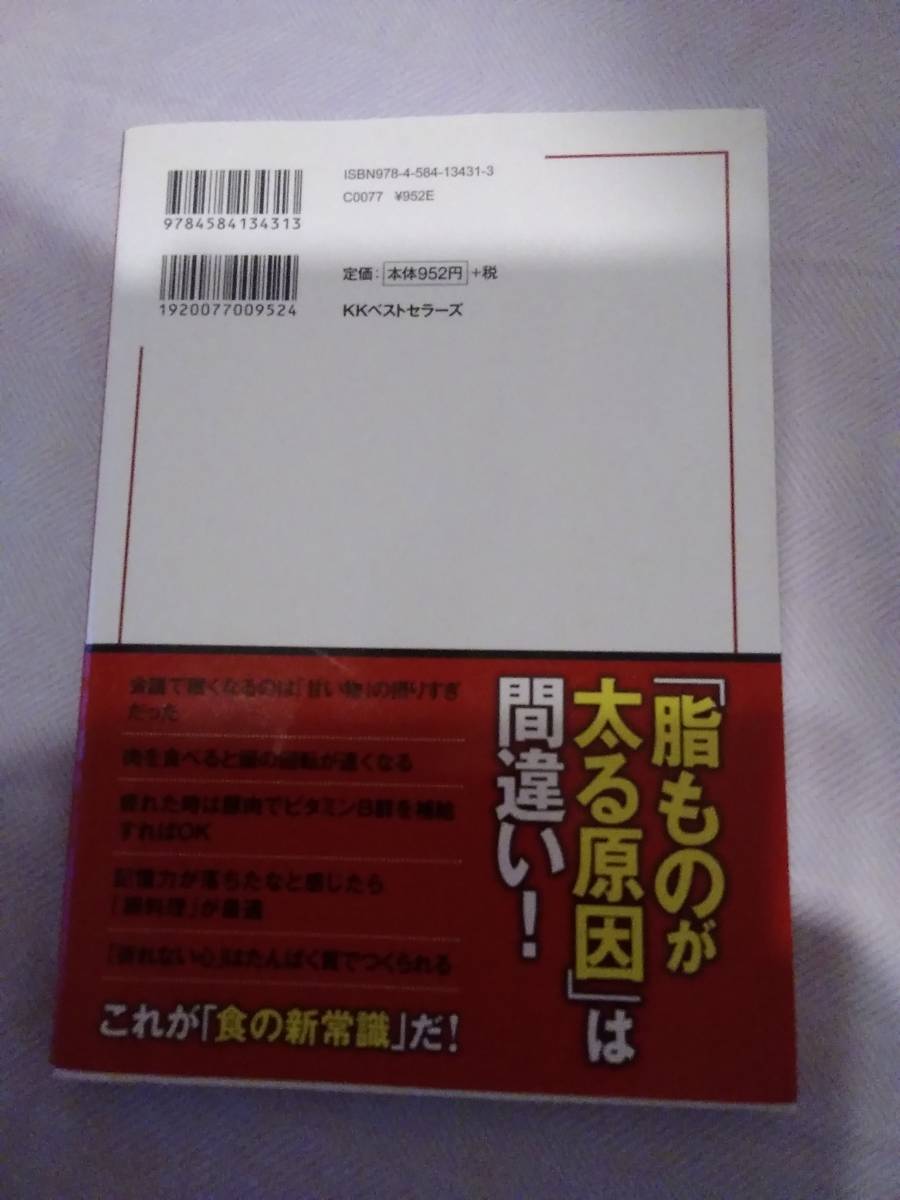 ISBN978-4-584-13431-3
C0077 ¥952E
9784584134313
定価:本体952円+税
1920077009524
KKベストセラーズ
「脂ものが
太る原因」は
間違い!
会議で眠くなるのは「甘い物」の摂りすぎ
だった
肉を食べると頭の回転が速くなる
疲れた時は豚肉でビタミンB群を補給
すればOK
記憶力が落ちたなと感じたら
「料理」が最適
「折れない心」はたんぱく質でつくられる
これが「食の新常識」だ!